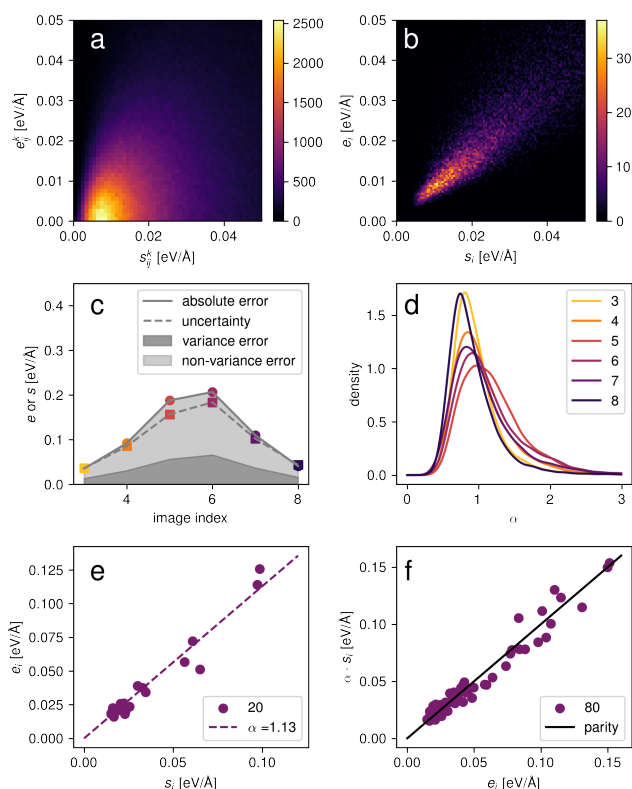 a
0.05
0.04
0.03
0.02
0.01
0.00
e_{ij}^k [eV/Å]
0.00 0.02 0.04
s_{ij}^k [eV/Å]
2500
2000
1500
1000
500
0
b
0.05
0.04
0.03
0.02
0.01
0.00
e_i [eV/Å]
0.00 0.02 0.04
s_i [eV/Å]
30
20
10
0
c
absolute error
uncertainty
variance error
non-variance error
0.4
0.3
0.2
0.1
0.0
e or s [eV/Å]
4 6 8
image index
d
3
4
5
6
7
8
1.5
1.0
0.5
0.0
density
0 1 2 3
α
e
0.125
0.100
0.075
0.050
0.025
0.000
e_i [eV/Å]
20
α =1.13
0.00 0.05 0.10
s_i [eV/Å]
f
0.15
0.10
0.05
0.00
α · s_i [eV/Å]
80
parity
0.00 0.05 0.10 0.15
e_i [eV/Å]